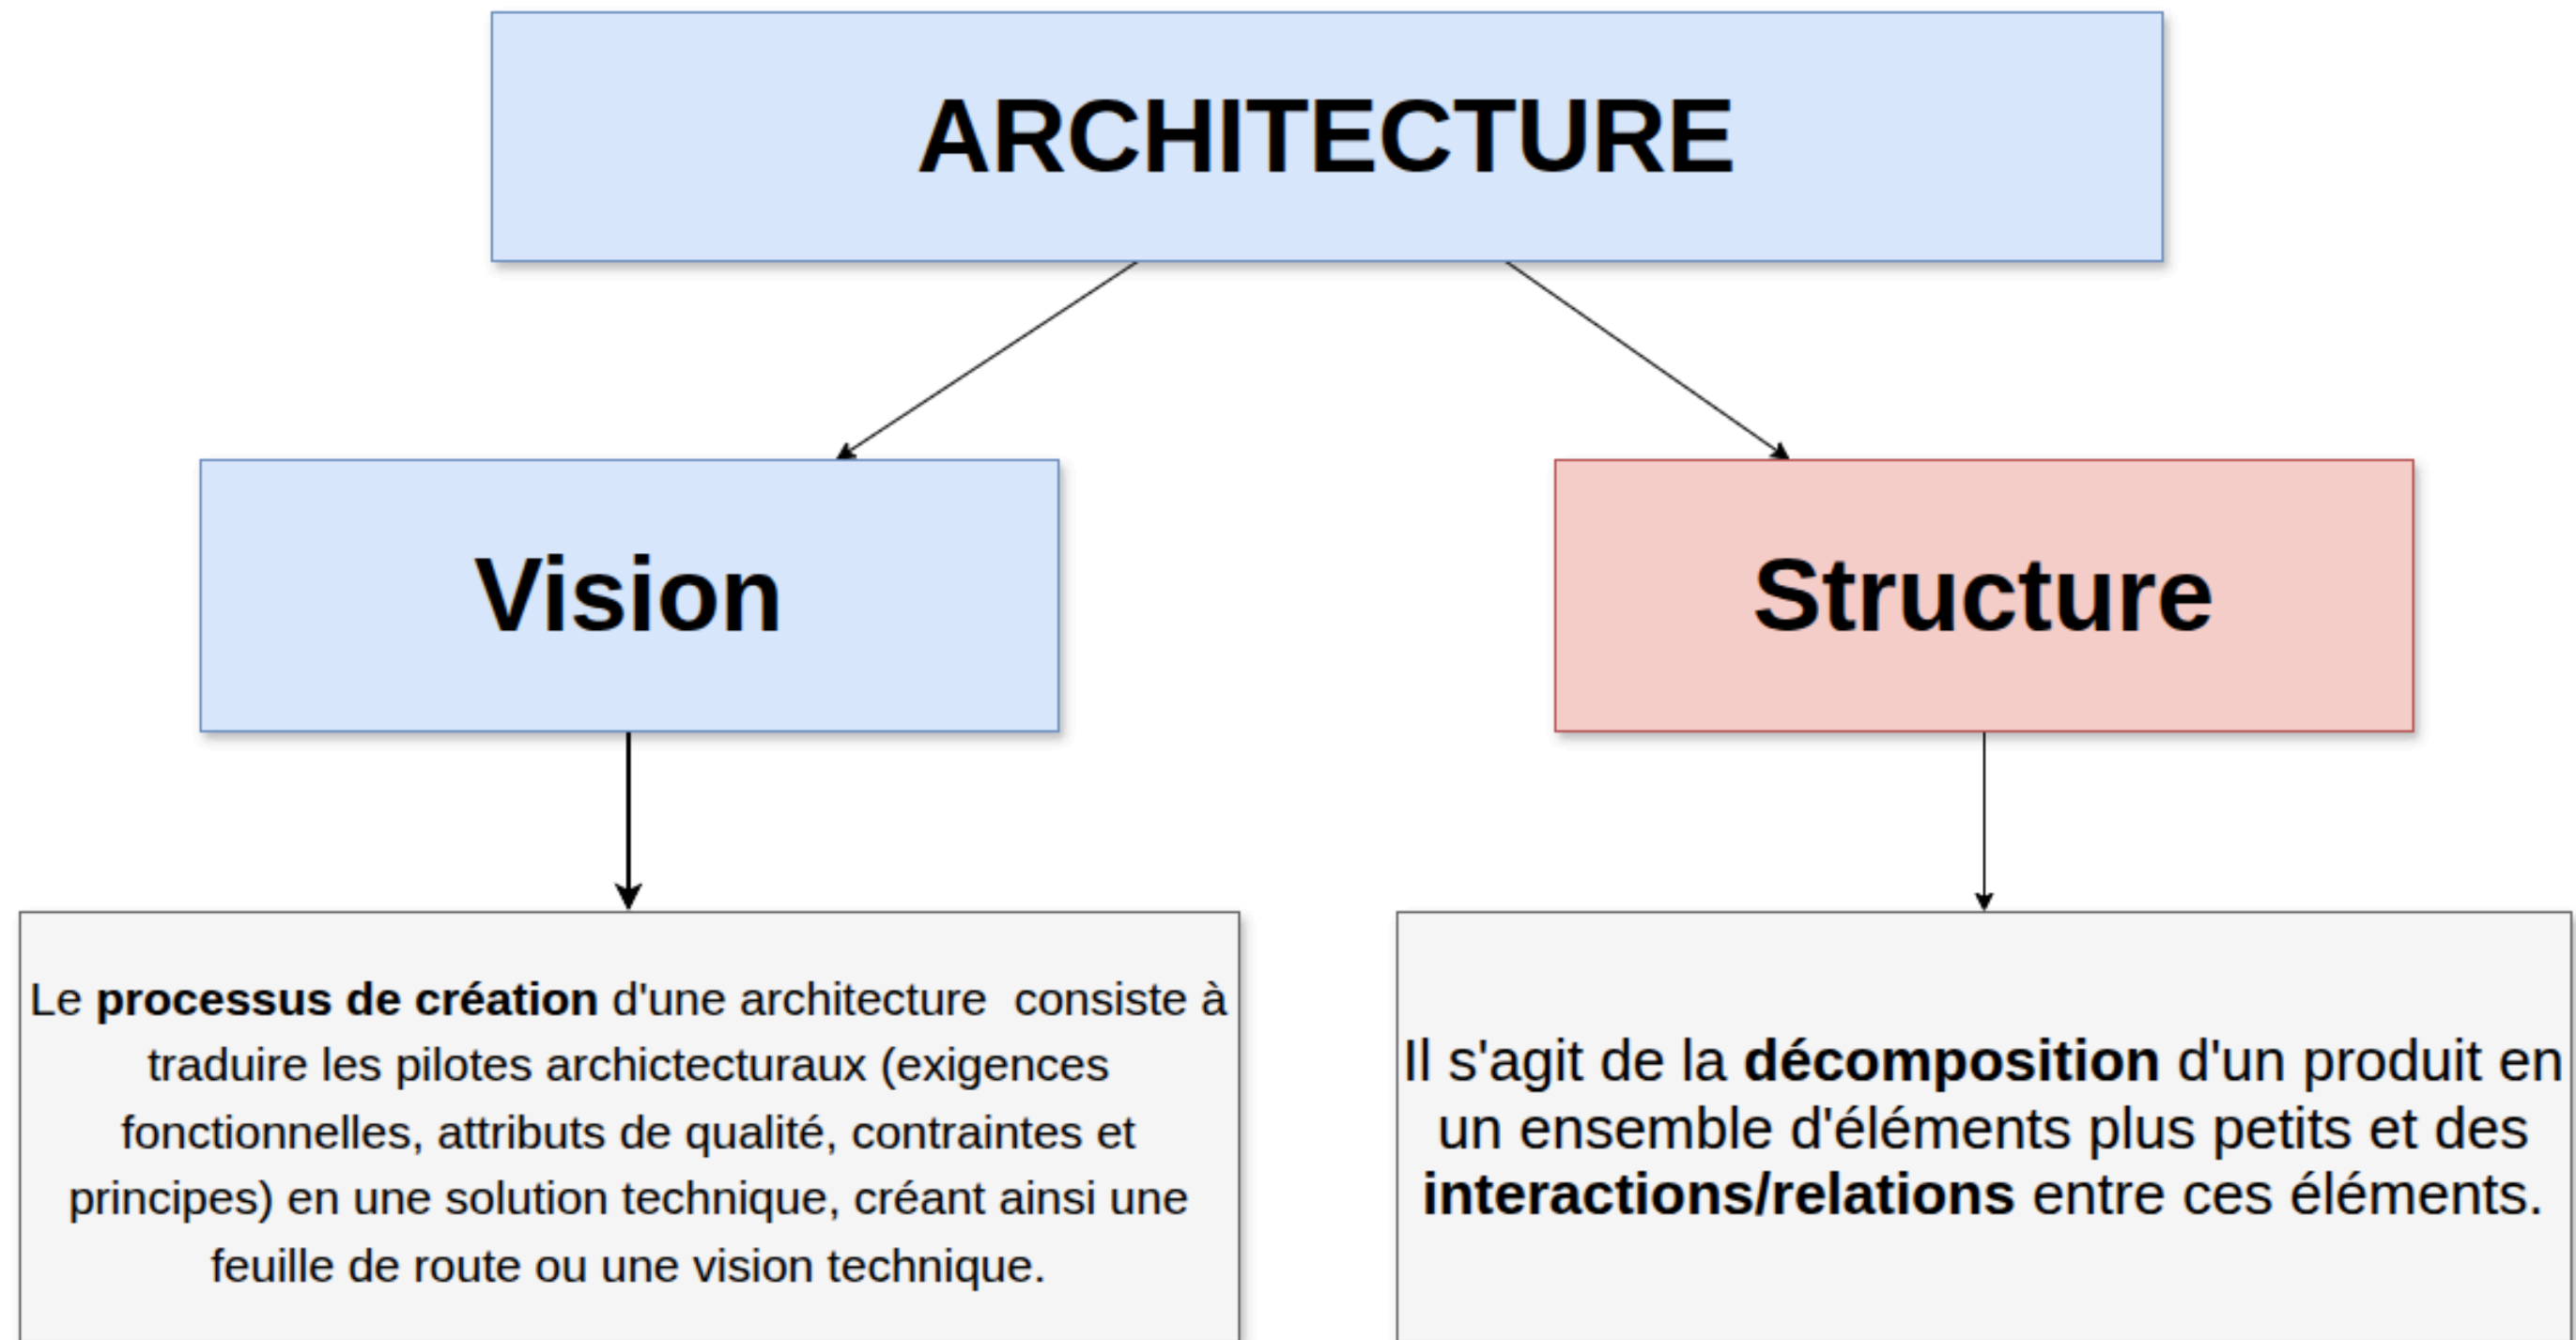 ARCHITECTURE
Vision
Structure
Le processus de création d'une architecture  consiste à
traduire les pilotes archictecturaux (exigences
fonctionnelles, attributs de qualité, contraintes et
principes) en une solution technique, créant ainsi une
feuille de route ou une vision technique.
Il s'agit de la décomposition d'un produit en
un ensemble d'éléments plus petits et des
interactions/relations entre ces éléments.